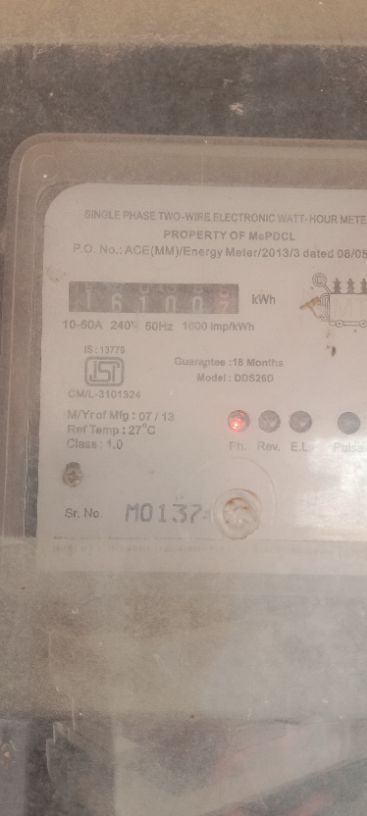 SINGLE PHASE TWO-WIRE ELECTRONIC WATT-HOUR METE
PROPERTY OF MePDCL
P.O. No.: ACE(MM)/Energy Meter/2013/3 dated 08/05
kWh
10-60A 240V 50Hz 1600 imp/kWh
IS : 13779
ISI
CM/L-3101324
Guarantee :18 Months
Model : DDS26D
M/Yr of Mfg : 07 / 13
Ref Temp : 27°C
Class : 1.0
Ph. Rev. E.L. Pulse
Sr. No. M0137